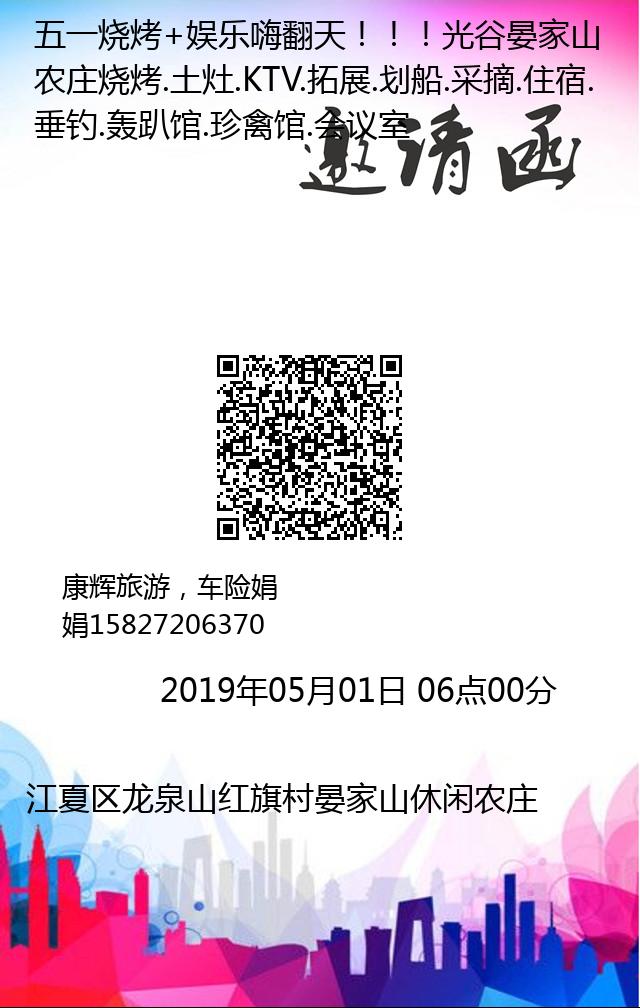 五一烧烤+娱乐嗨翻天！！！光谷晏家山
农庄烧烤.土灶.KTV.拓展.划船.采摘.住宿.
垂钓.轰趴馆.珍禽馆.会议室
邀请函
康辉旅游，车险娟
娟15827206370
2019年05月01日 06点00分
江夏区龙泉山红旗村晏家山休闲农庄